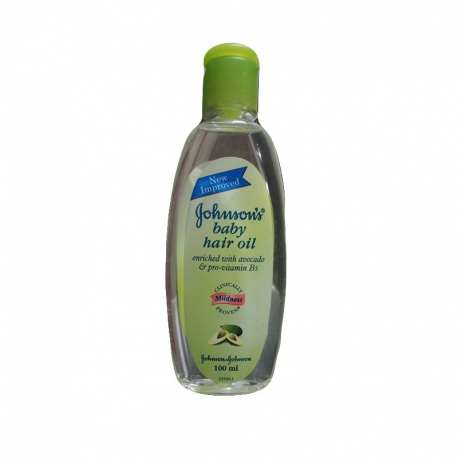 New
Improved
Johnson's®
baby
hair oil
enriched with avocado
& pro-vitamin B5
CLINICALLY
Mildness
PROVEN
Johnson&Johnson
100 ml